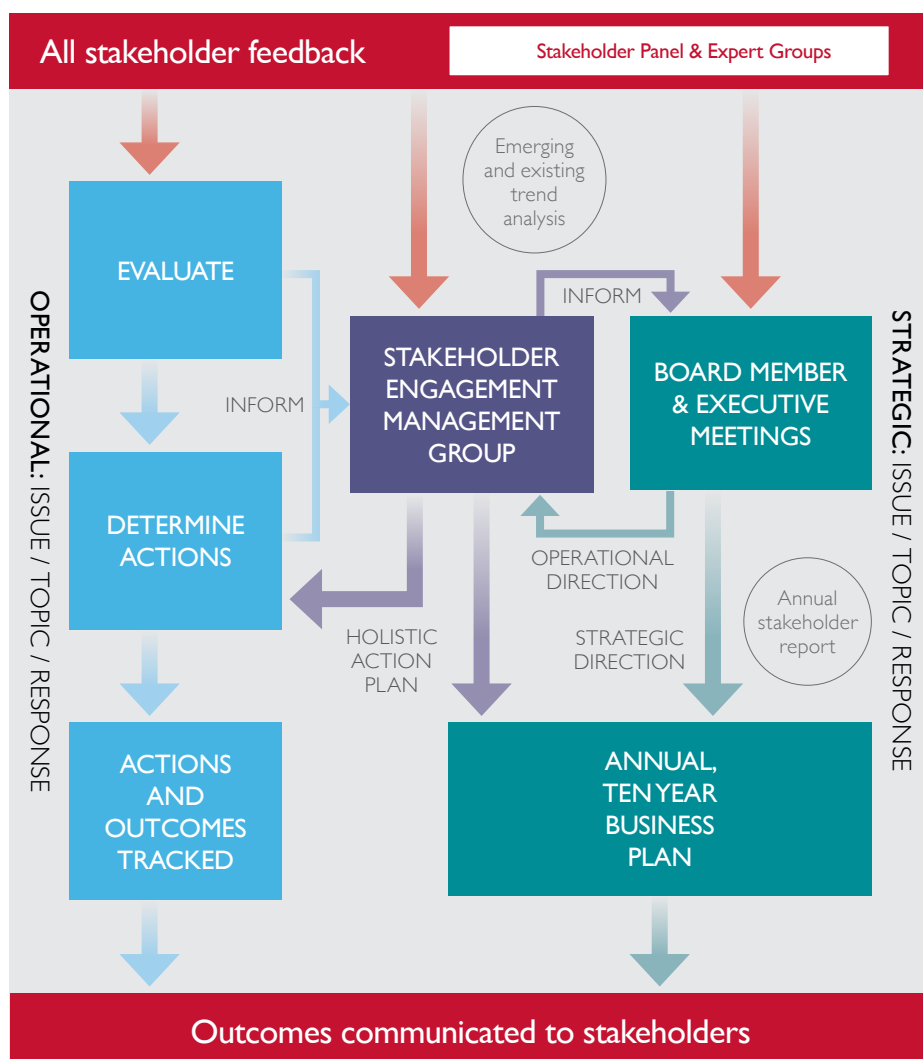 All stakeholder feedback
Stakeholder Panel & Expert Groups
Emerging
and existing
trend
analysis
EVALUATE
INFORM
OPERATIONAL: ISSUE / TOPIC / RESPONSE
STAKEHOLDER
ENGAGEMENT
MANAGEMENT
GROUP
BOARD MEMBER
& EXECUTIVE
MEETINGS
STRATEGIC: ISSUE / TOPIC / RESPONSE
INFORM
DETERMINE
ACTIONS
OPERATIONAL
DIRECTION
HOLISTIC
ACTION
PLAN
STRATEGIC
DIRECTION
Annual
stakeholder
report
ACTIONS
AND
OUTCOMES
TRACKED
ANNUAL,
TEN YEAR
BUSINESS
PLAN
Outcomes communicated to stakeholders